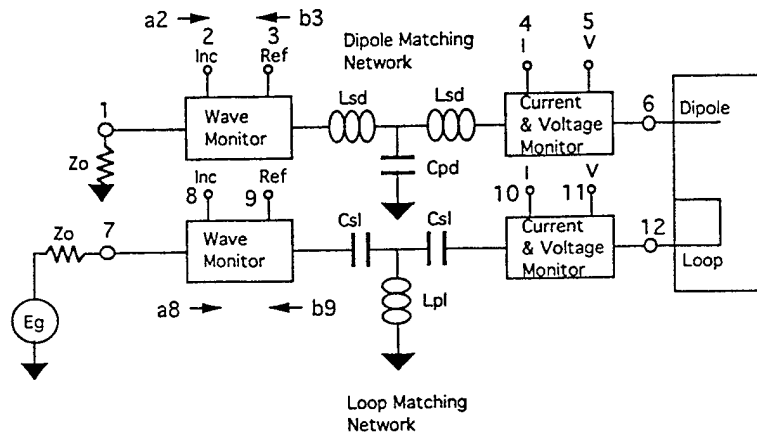 a2 b3
2 3 Dipole Matching
Network 4 5
Inc Ref I V
1 Wave
Monitor Lsd Lsd Current
& Voltage
Monitor 6 Dipole
Zo Cpd
Inc Ref I V
8 9 10 11
Zo 7 Wave
Monitor Csl Csl Current
& Voltage
Monitor 12 Loop
a8 b9 Lpl
Eg
Loop Matching
Network